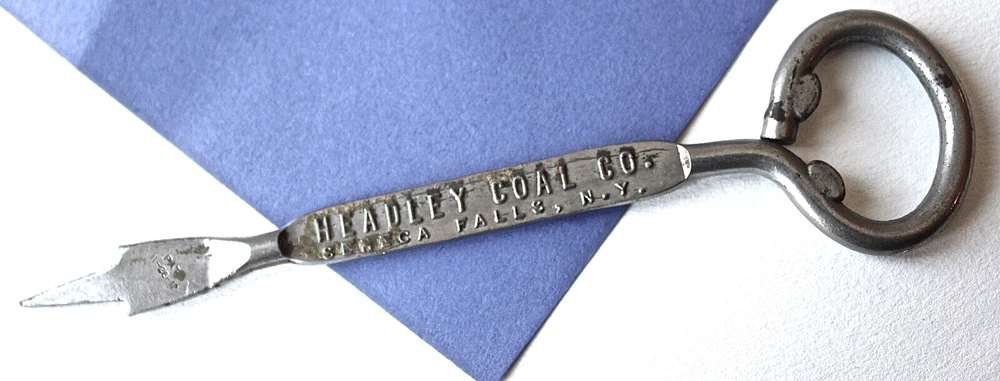 HEADLEY COAL CO.
SENECA FALLS, N.Y.